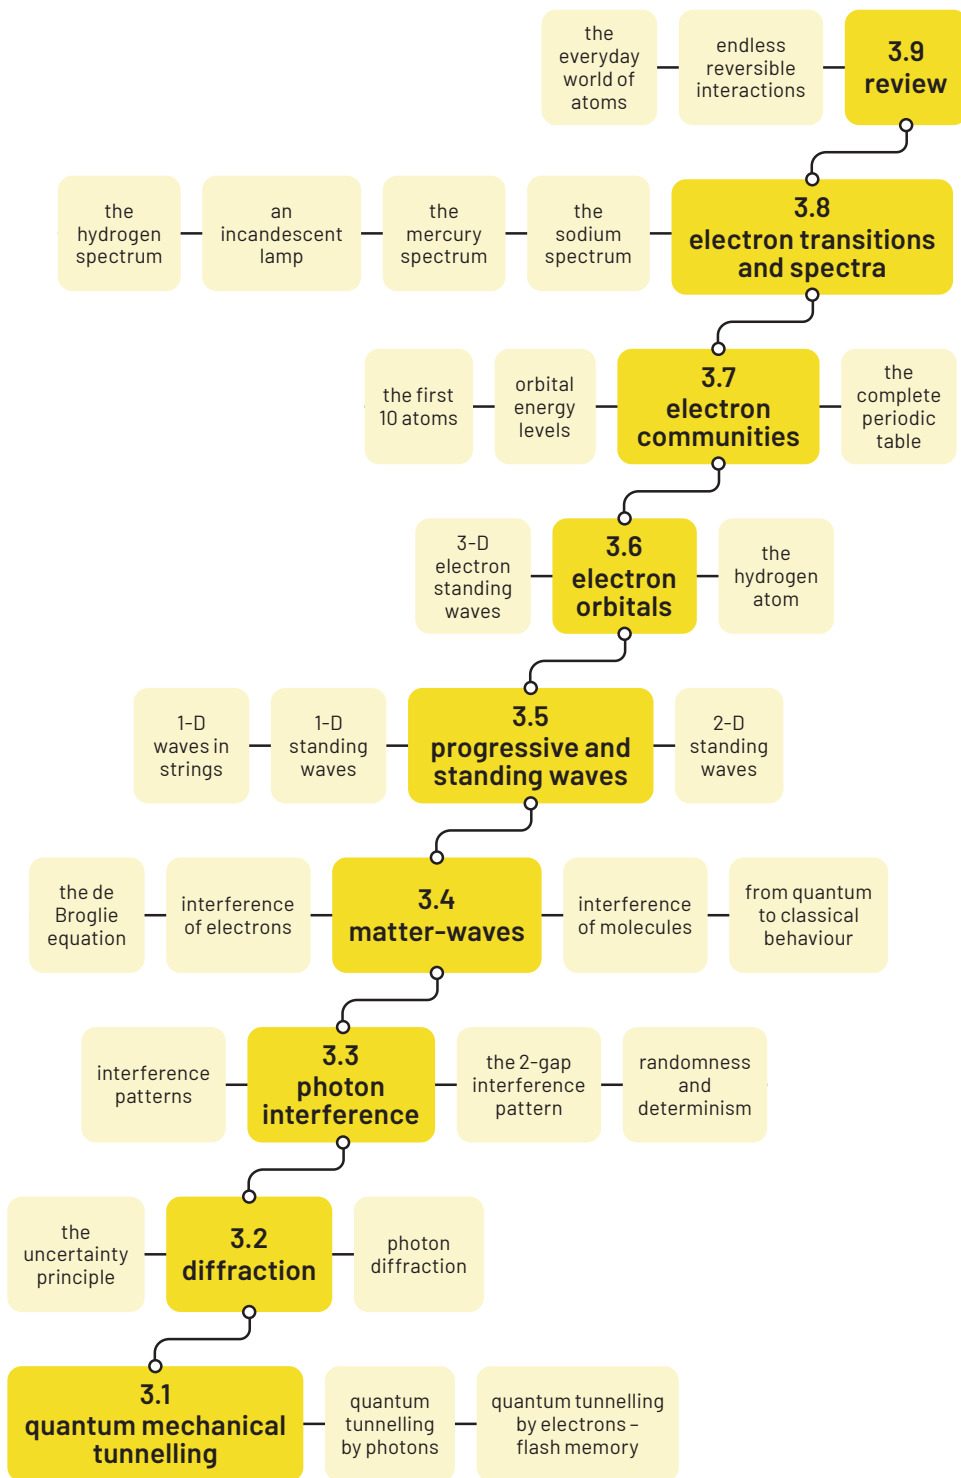 the
everyday
world of
atoms
endless
reversible
interactions
3.9
review
the
hydrogen
spectrum
an
incandescent
lamp
the
mercury
spectrum
the
sodium
spectrum
3.8
electron transitions
and spectra
the first
10 atoms
orbital
energy
levels
3.7
electron
communities
the
complete
periodic
table
3-D
electron
standing
waves
3.6
electron
orbitals
the
hydrogen
atom
1-D
waves in
strings
1-D
standing
waves
3.5
progressive and
standing waves
2-D
standing
waves
the de
Broglie
equation
interference
of electrons
3.4
matter-waves
interference
of molecules
from quantum
to classical
behaviour
interference
patterns
3.3
photon
interference
the 2-gap
interference
pattern
randomness
and
determinism
the
uncertainty
principle
3.2
diffraction
photon
diffraction
3.1
quantum mechanical
tunnelling
quantum
tunnelling
by photons
quantum tunnelling
by electrons –
flash memory